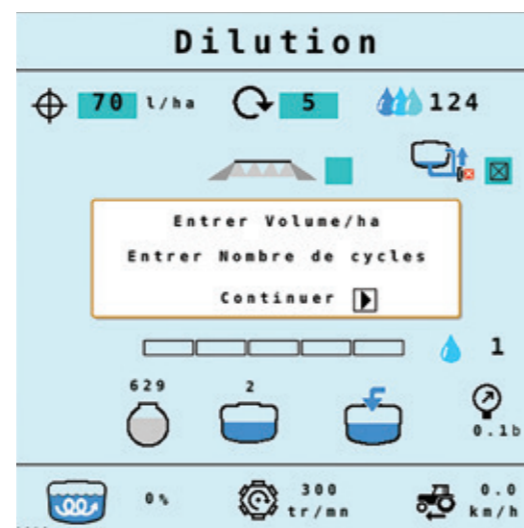 Dilution
70 l/ha 5 124
Entrer Volume/ha
Entrer Nombre de cycles
Continuer
1
629 2
0.1b
0% 300 tr/mn 0.0 km/h